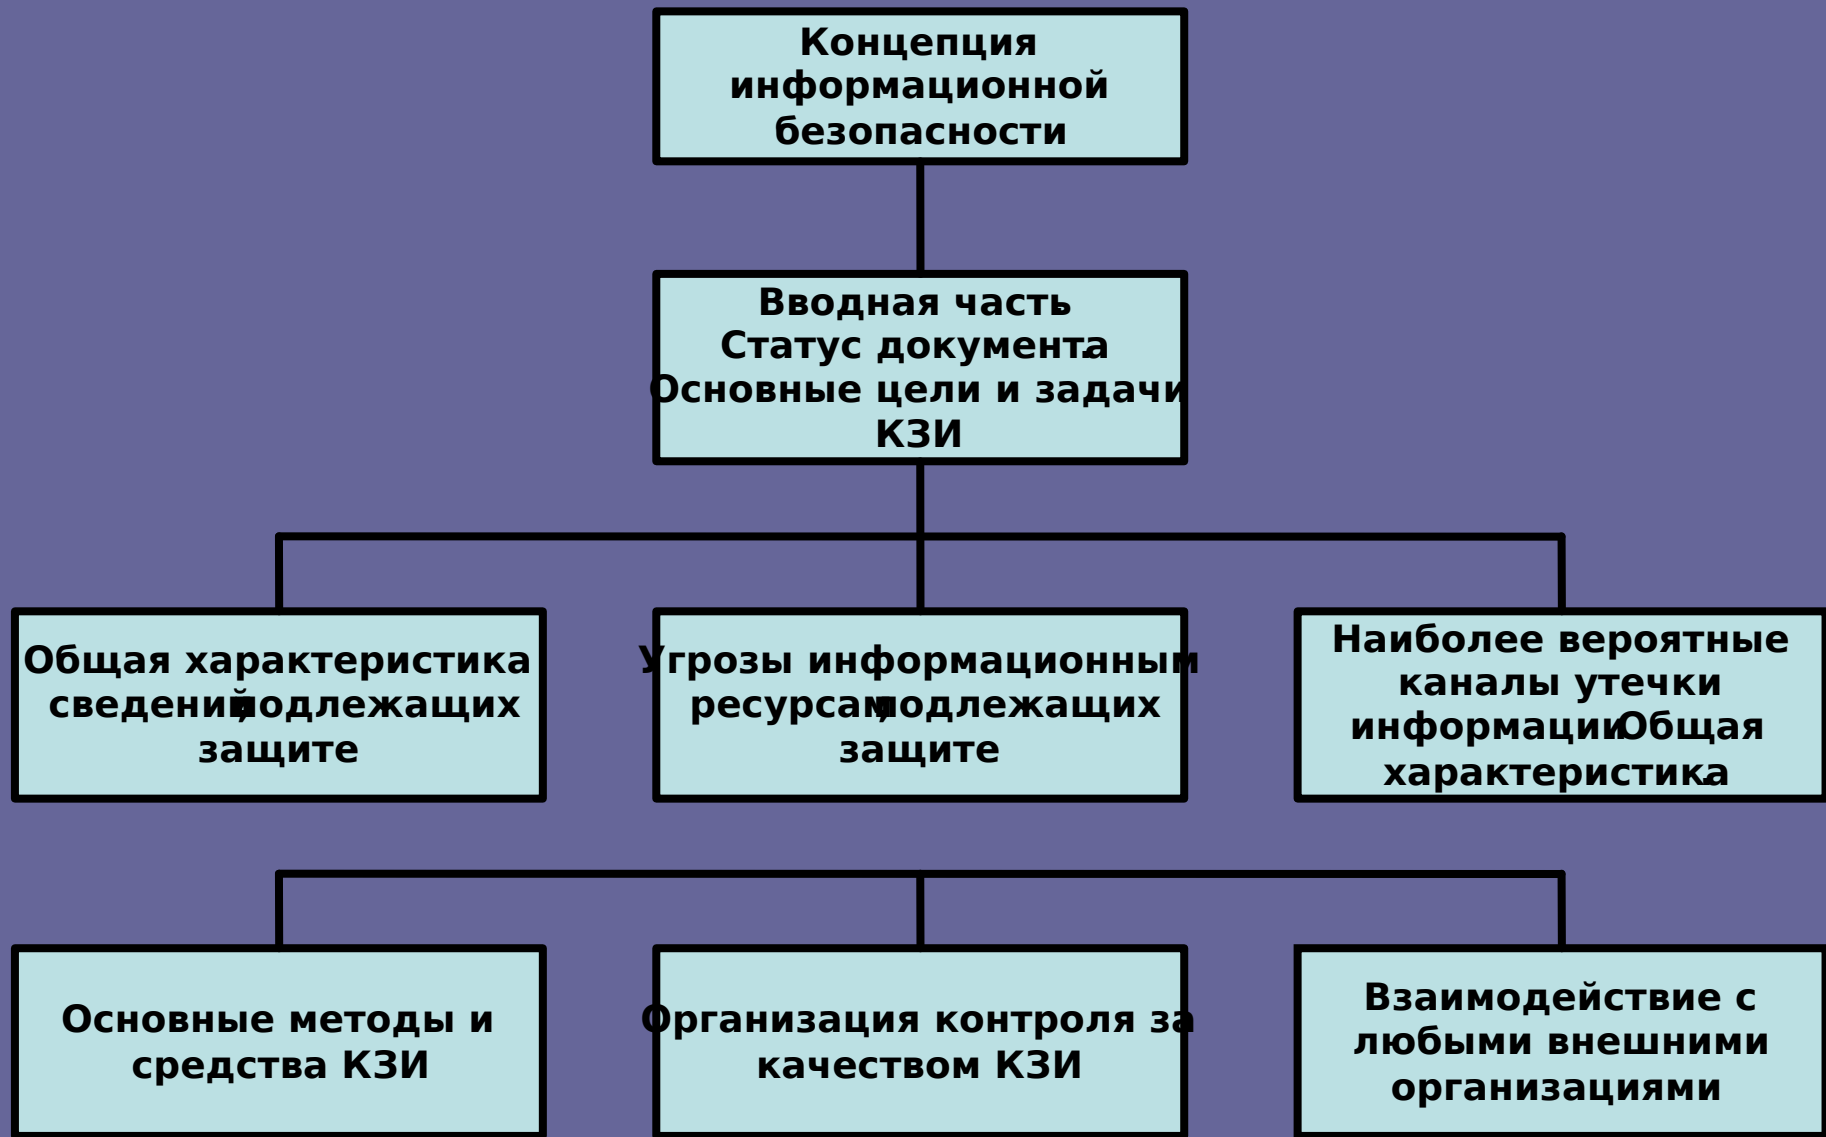 Концепция
информационной
безопасности
Вводная часть.
Статус документа.
Основные цели и задачи
КЗИ
Общая характеристика
сведений, подлежащих
защите
Угрозы информационным
ресурсам, подлежащих
защите
Наиболее вероятные
каналы утечки
информации. Общая
характеристика.
Основные методы и
средства КЗИ
Организация контроля за
качеством КЗИ
Взаимодействие с
любыми внешними
организациями